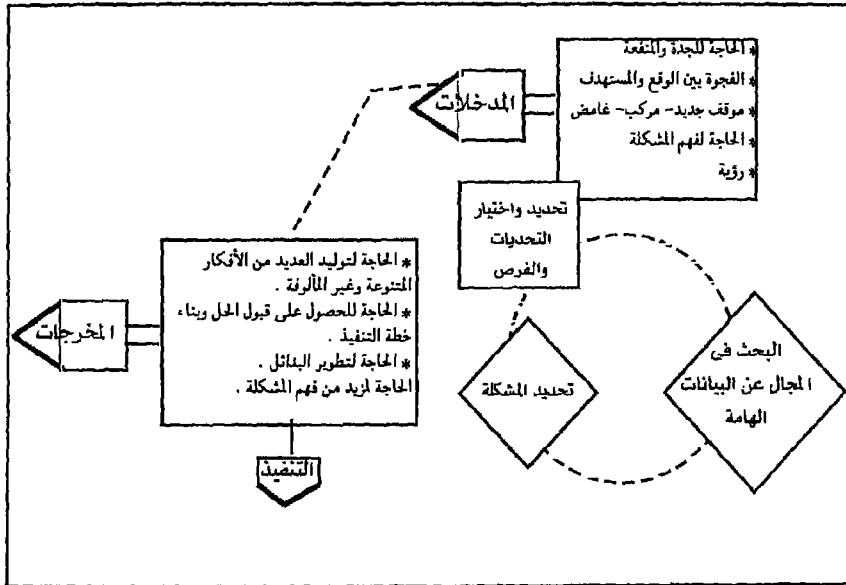 * الحاجة للجدة والمنفعة
* الفجوة بين الوقع والمستهدف
* موقف جديد- مركب- غامض
* الحاجة لفهم المشكلة
* رؤية
المدخلات
تحديد واختبار
التحديات
والفرص
البحث فى
المجال عن البيانات
الهامة
تحديد المشكلة
* الحاجة لتوليد العديد من الأفكار
المتنوعة وغير المألوفة .
* الحاجة للحصول على قبول الحل وبناء
خطة التنفيذ .
* الحاجة لتطوير البدائل .
الحاجة لمزيد من فهم المشكلة .
المخرجات
التنفيذ